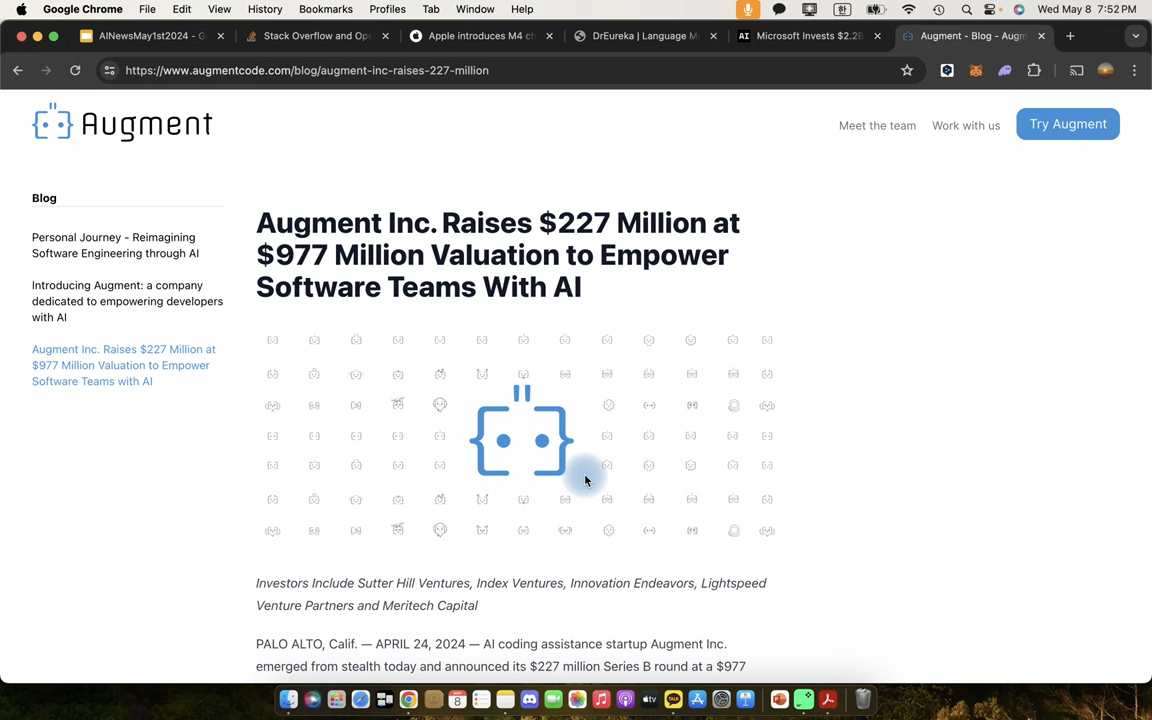 Google Chrome File Edit View History Bookmarks Profiles Tab Window Help 한 Wed May 8 7:52 PM
AINewsMay1st2024 - G Stack Overflow and Ope Apple introduces M4 ch DrEureka | Language M AI Microsoft Invests $2.2B Augment - Blog - Augm
https://www.augmentcode.com/blog/augment-inc-raises-227-million
Augment
Meet the team Work with us Try Augment
Blog
Personal Journey - Reimagining
Software Engineering through AI
Introducing Augment: a company
dedicated to empowering developers
with AI
Augment Inc. Raises $227 Million at
$977 Million Valuation to Empower
Software Teams with AI
Augment Inc. Raises $227 Million at
$977 Million Valuation to Empower
Software Teams With AI
Investors Include Sutter Hill Ventures, Index Ventures, Innovation Endeavors, Lightspeed
Venture Partners and Meritech Capital
PALO ALTO, Calif. — APRIL 24, 2024 — AI coding assistance startup Augment Inc.
emerged from stealth today and announced its $227 million Series B round at a $977